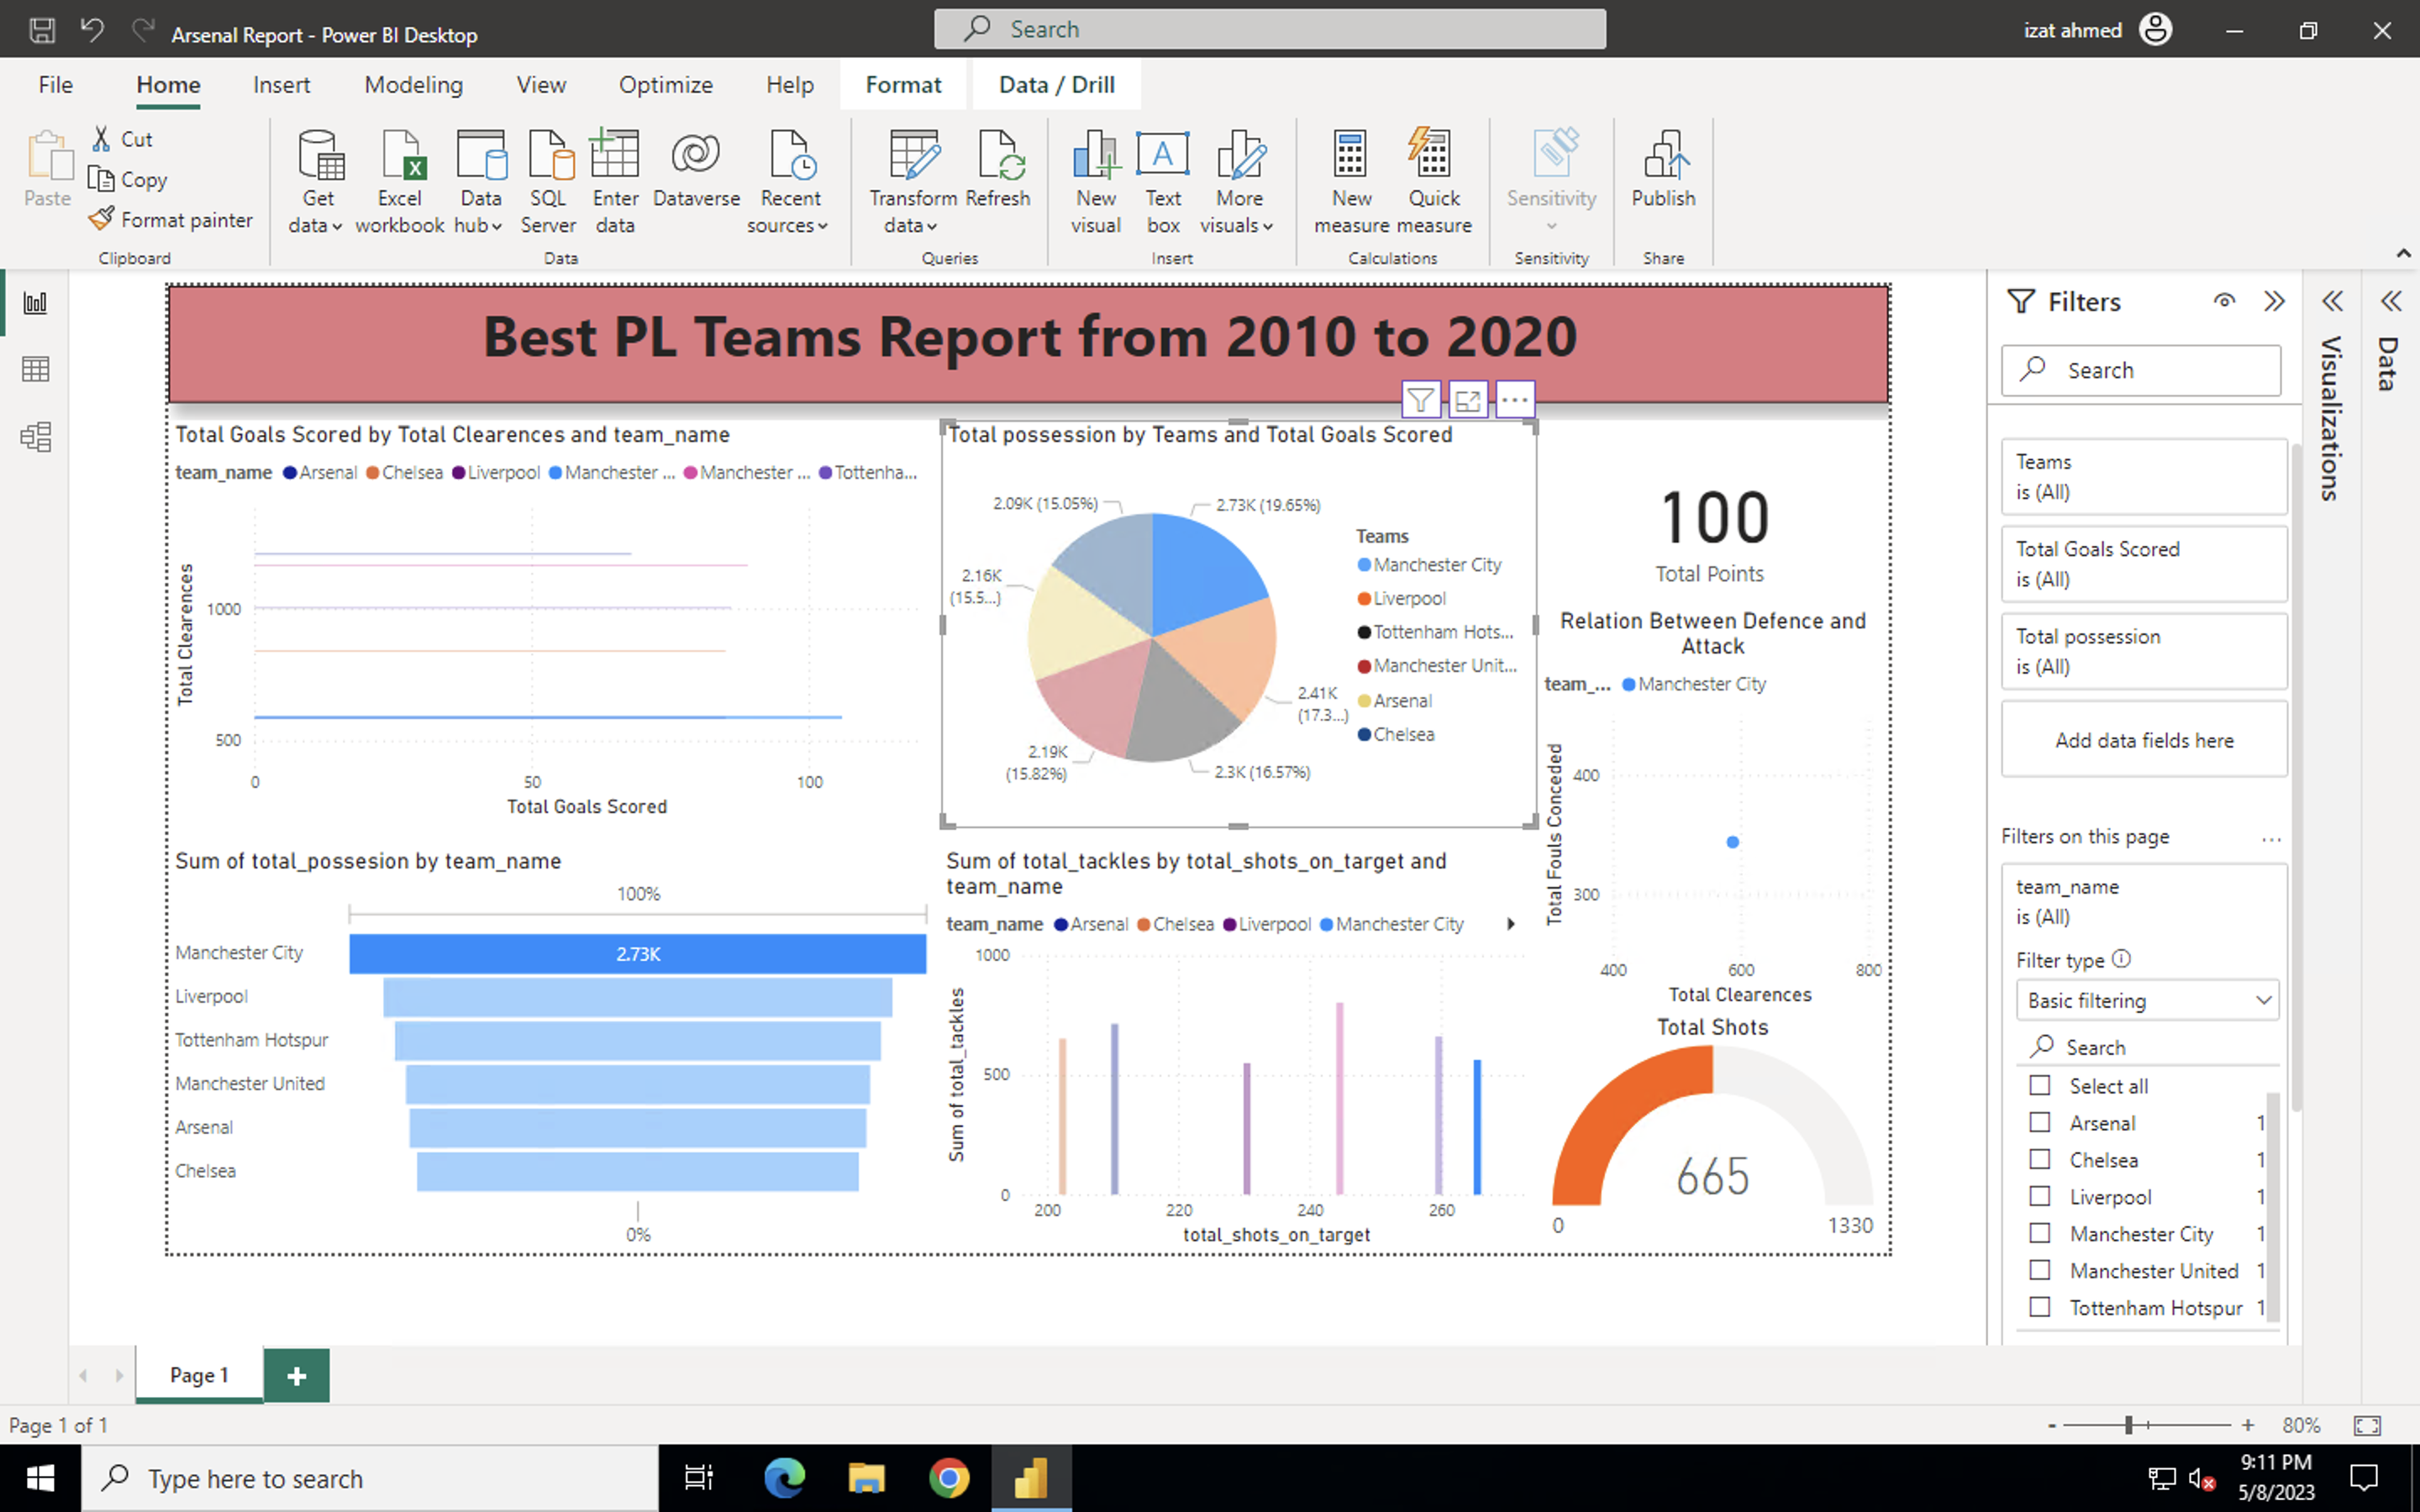 Arsenal Report - Power BI Desktop
Search
izat ahmed
File Home Insert Modeling View Optimize Help Format Data / Drill
Paste
Cut
Copy
Format painter
Clipboard
Get data
Excel workbook
Data hub
SQL Server
Enter data
Dataverse
Recent sources
Data
Transform data
Refresh
Queries
New visual
Text box
More visuals
Insert
New measure
Quick measure
Calculations
Sensitivity
Sensitivity
Publish
Share
Best PL Teams Report from 2010 to 2020
Total Goals Scored by Total Clearences and team_name
team_name Arsenal Chelsea Liverpool Manchester ... Manchester ... Tottenha...
Total Clearences
1000
500
0 50 100
Total Goals Scored
Total possession by Teams and Total Goals Scored
2.09K (15.05%)
2.73K (19.65%)
2.16K
(15.5...)
2.41K
(17.3...)
2.19K
(15.82%)
2.3K (16.57%)
Teams
Manchester City
Liverpool
Tottenham Hots...
Manchester Unit...
Arsenal
Chelsea
100
Total Points
Relation Between Defence and
Attack
team_... Manchester City
Total Fouls Conceded
400
300
400 600 800
Total Clearences
Sum of total_possesion by team_name
100%
Manchester City
2.73K
Liverpool
Tottenham Hotspur
Manchester United
Arsenal
Chelsea
0%
Sum of total_tackles by total_shots_on_target and
team_name
team_name Arsenal Chelsea Liverpool Manchester City
Sum of total_tackles
1000
500
0
200 220 240 260
total_shots_on_target
Total Shots
665
0 1330
Filters
Search
Teams
is (All)
Total Goals Scored
is (All)
Total possession
is (All)
Add data fields here
Filters on this page ...
team_name
is (All)
Filter type
Basic filtering
Search
Select all
Arsenal 1
Chelsea 1
Liverpool 1
Manchester City 1
Manchester United 1
Tottenham Hotspur 1
Visualizations
Data
Page 1
Page 1 of 1
- + 80%
Type here to search
9:11 PM
5/8/2023